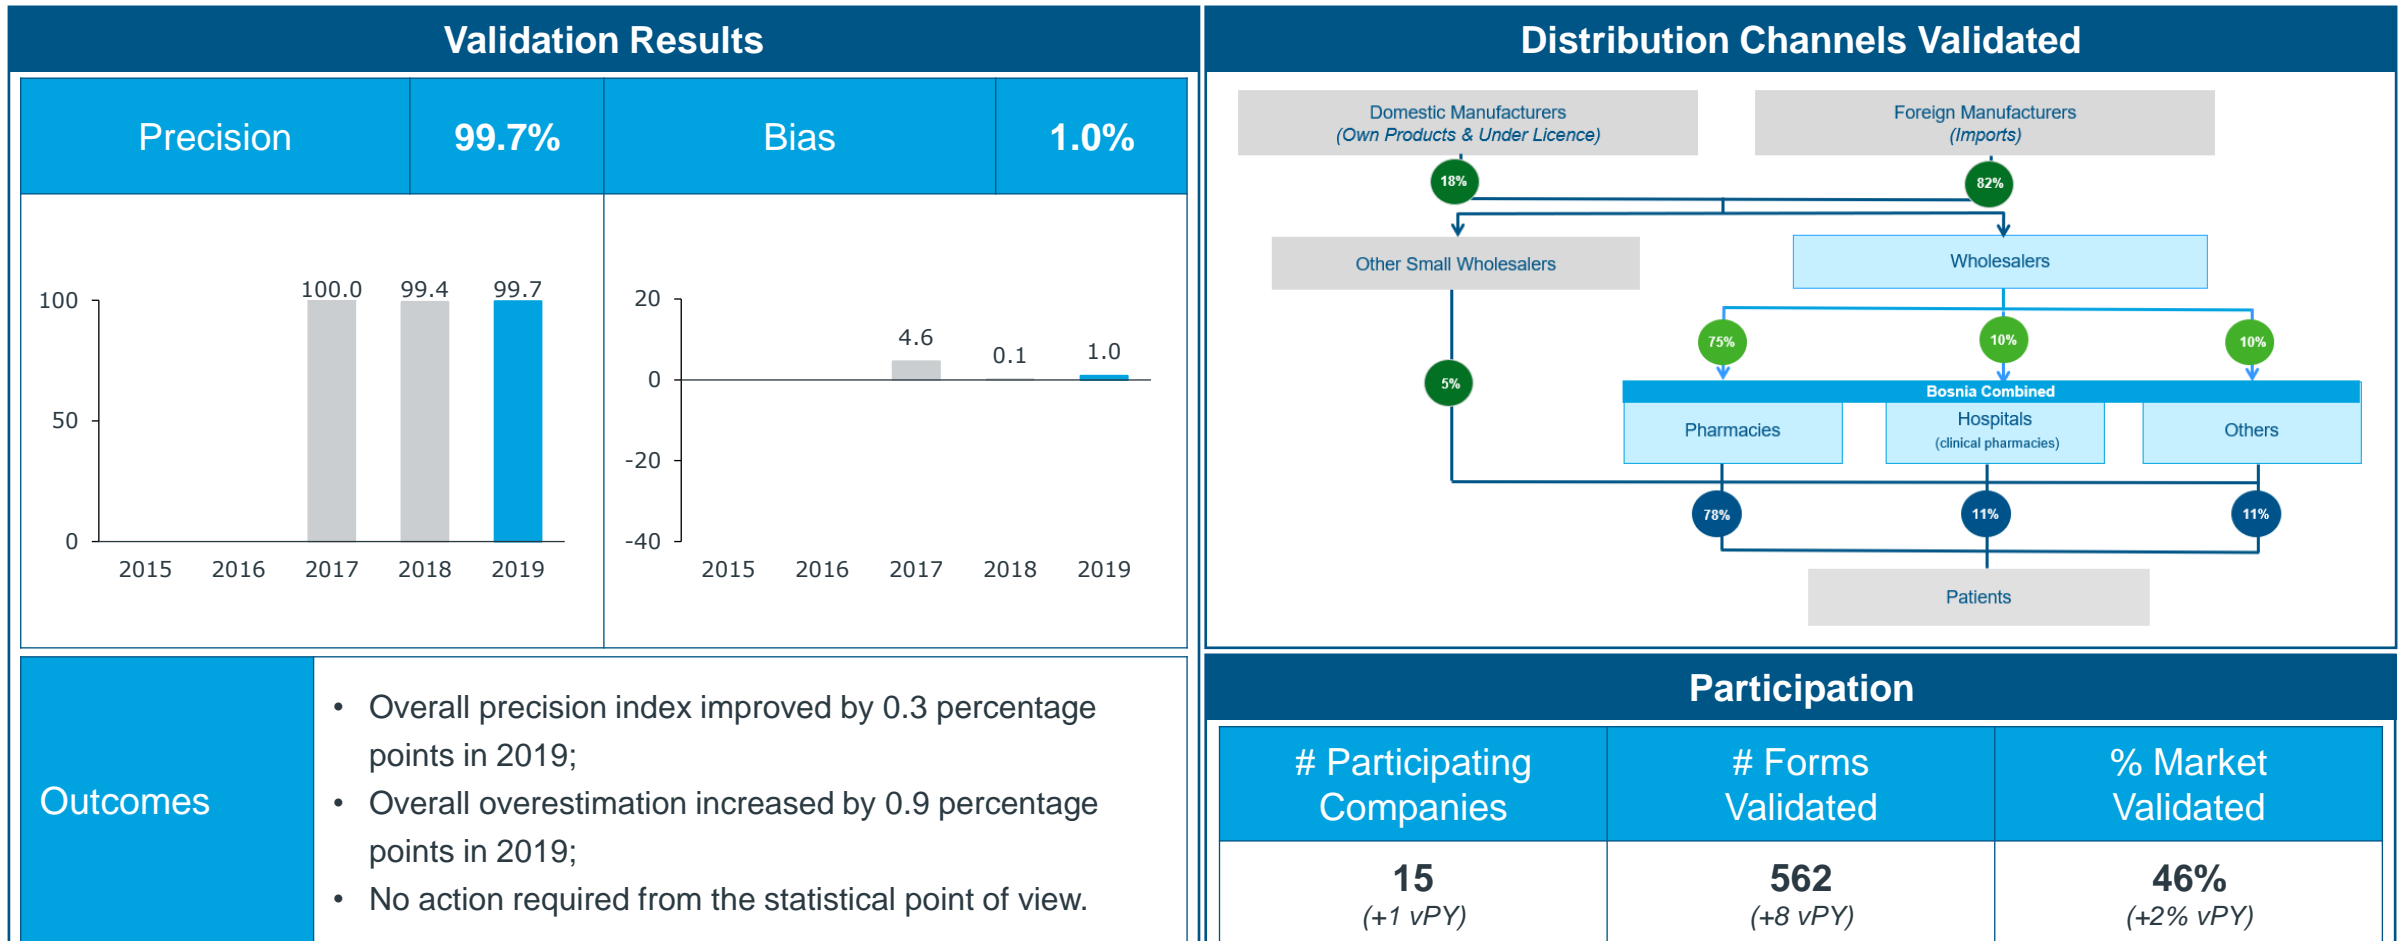 Validation Results
Precision
99.7%
Bias
1.0%
100
50
0
100.0
99.4
99.7
2015
2016
2017
2018
2019
20
0
-20
-40
4.6
0.1
1.0
2015
2016
2017
2018
2019
Outcomes
• Overall precision index improved by 0.3 percentage
points in 2019;
• Overall overestimation increased by 0.9 percentage
points in 2019;
• No action required from the statistical point of view.
Distribution Channels Validated
Domestic Manufacturers
(Own Products & Under Licence)
Foreign Manufacturers
(Imports)
18%
82%
Other Small Wholesalers
Wholesalers
75%
10%
10%
5%
Bosnia Combined
Pharmacies
Hospitals
(clinical pharmacies)
Others
78%
11%
11%
Patients
Participation
# Participating
Companies
# Forms
Validated
% Market
Validated
15
(+1 vPY)
562
(+8 vPY)
46%
(+2% vPY)